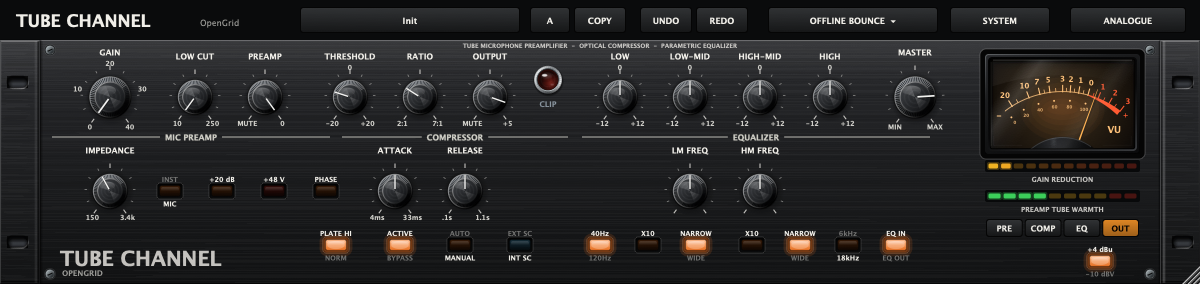 TUBE CHANNEL OpenGrid Init A COPY UNDO REDO OFFLINE BOUNCE SYSTEM ANALOGUE
TUBE MICROPHONE PREAMPLIFIER - OPTICAL COMPRESSOR - PARAMETRIC EQUALIZER
GAIN LOW CUT PREAMP THRESHOLD RATIO OUTPUT LOW LOW-MID HIGH-MID HIGH MASTER
20 0 0 0 0 0
10 30 CLIP
0 40 10 250 MUTE 0 -20 +20 2:1 7:1 MUTE +5 -12 +12 -12 +12 -12 +12 -12 +12 MIN MAX
20 10 7 5 3 2 1 0 1 2 3
- 0 20 40 60 80 100 +
VU
MIC PREAMP COMPRESSOR EQUALIZER
IMPEDANCE ATTACK RELEASE LM FREQ HM FREQ
INST +20 dB +48 V PHASE
MIC
150 3.4k 4ms 33ms .1s 1.1s
GAIN REDUCTION
PREAMP TUBE WARMTH
PRE COMP EQ OUT
PLATE HI ACTIVE AUTO EXT SC 40Hz X10 NARROW X10 NARROW 6kHz EQ IN
NORM BYPASS MANUAL INT SC 120Hz WIDE WIDE 18kHz EQ OUT
+4 dBu
-10 dBV
TUBE CHANNEL
OPENGRID